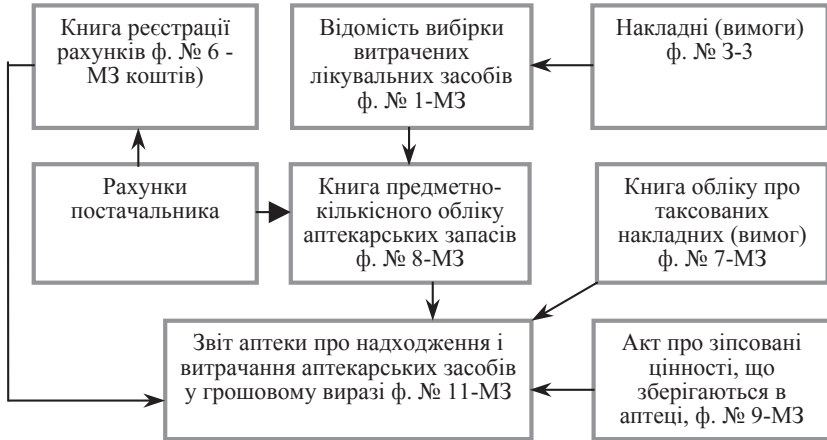 Книга реєстрації
рахунків ф. № 6 -
МЗ коштів)
Відомість вибірки
витрачених
лікувальних засобів
ф. № 1-МЗ
Накладні (вимоги)
ф. № З-3
Рахунки
постачальника
Книга предметно-
кількісного обліку
аптекарських запасів
ф. № 8-МЗ
Книга обліку про
таксованих
накладних (вимог)
ф. № 7-МЗ
Звіт аптеки про надходження і
витрачання аптекарських засобів
у грошовому виразі ф. № 11-МЗ
Акт про зіпсовані
цінності, що
зберігаються в
аптеці, ф. № 9-МЗ